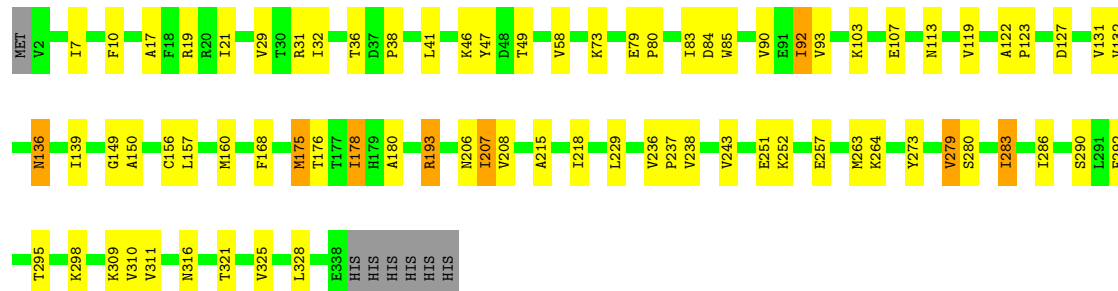 MET V2 I7 F10 A17 F18 R19 R20 I21 V29 T30 R31 I32 T36 D37 P38 L41 K46 Y47 D48 T49 V58 K73 E79 P80 I83 D84 W85 V90 E91 I92 V93 K103 E107 N113 V119 A122 P123 D127 V131 V132
N136 I139 G149 A150 C156 L157 M160 F168 M175 T176 T177 I178 H179 A180 R193 N206 I207 V208 A215 I218 L229 V236 P237 V238 V243 E251 K252 E257 M263 K264 Y273 V279 S280 I283 I286 S290 L291
T295 K298 K309 V310 V311 N316 T321 V325 L328 E338 HIS HIS HIS HIS HIS HIS